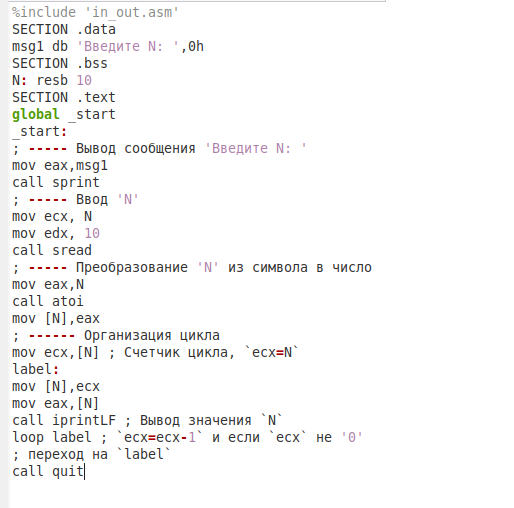 %include 'in_out.asm'
SECTION .data
msg1 db 'Введите N: ',0h
SECTION .bss
N: resb 10
SECTION .text
global _start
_start:
; ----- Вывод сообщения 'Введите N: '
mov eax,msg1
call sprint
; ----- Ввод 'N'
mov ecx, N
mov edx, 10
call sread
; ----- Преобразование 'N' из символа в число
mov eax,N
call atoi
mov [N],eax
; ------ Организация цикла
mov ecx,[N] ; Счетчик цикла, `ecx=N`
label:
mov [N],ecx
mov eax,[N]
call iprintLF ; Вывод значения `N`
loop label ; `ecx=ecx-1` и если `ecx` не '0'
; переход на `label`
call quit